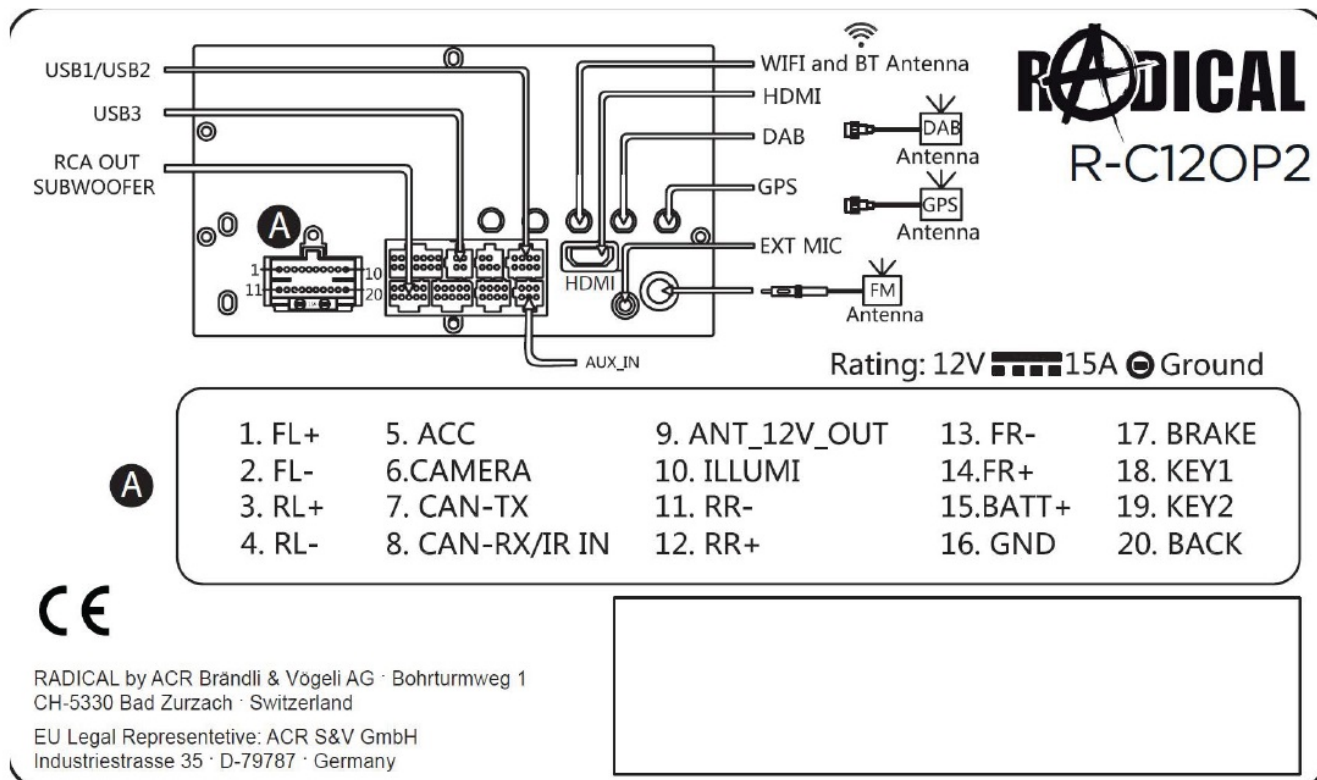 USB1/USB2
USB3
RCA OUT
SUBWOOFER
WIFI and BT Antenna
HDMI
DAB
GPS
EXT MIC
DAB
Antenna
GPS
Antenna
FM
Antenna
RADICAL
R-C12OP2
A
1
10
11
20
HDMI
AUX_IN
Rating: 12V 15A Ground
A
1. FL+
2. FL-
3. RL+
4. RL-
5. ACC
6.CAMERA
7. CAN-TX
8. CAN-RX/IR IN
9. ANT_12V_OUT
10. ILLUMI
11. RR-
12. RR+
13. FR-
14.FR+
15.BATT+
16. GND
17. BRAKE
18. KEY1
19. KEY2
20. BACK
CE
RADICAL by ACR Brändli & Vögeli AG · Bohrturmweg 1
CH-5330 Bad Zurzach · Switzerland
EU Legal Representetive: ACR S&V GmbH
Industriestrasse 35 · D-79787 · Germany